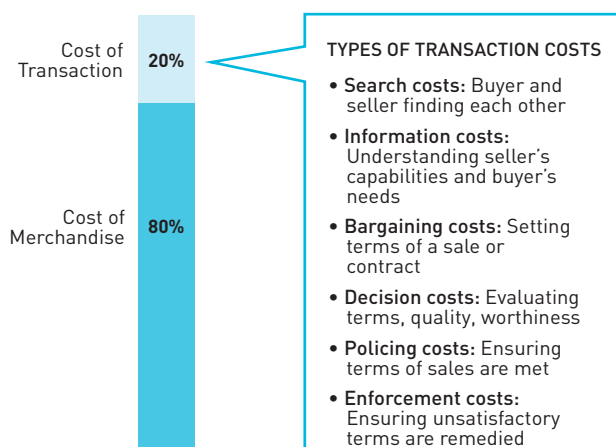 Cost of
Transaction
20%
Cost of
Merchandise
80%
TYPES OF TRANSACTION COSTS
• Search costs: Buyer and
seller finding each other
• Information costs:
Understanding seller's
capabilities and buyer's
needs
• Bargaining costs: Setting
terms of a sale or
contract
• Decision costs: Evaluating
terms, quality, worthiness
• Policing costs: Ensuring
terms of sales are met
• Enforcement costs:
Ensuring unsatisfactory
terms are remedied